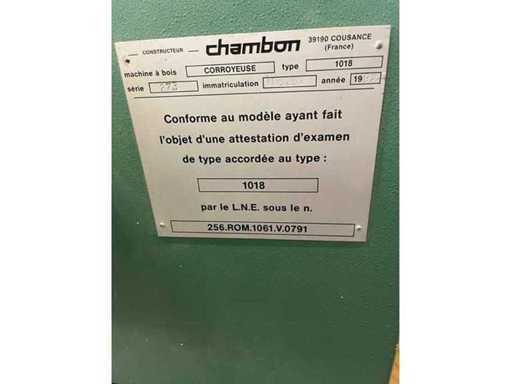 CONSTRUCTEUR chambon 39190 COUSANCE
(France)
machine à bois CORROYEUSE type 1018
série immatriculation année 19
Conforme au modèle ayant fait
l'objet d'une attestation d'examen
de type accordée au type :
1018
par le L.N.E. sous le n.
256.ROM.1061.V.0791